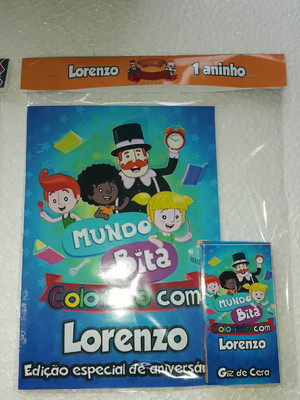 Lorenzo 1 aninho
MUNDO
Bita
Colorindo com
Lorenzo
Edição especial de aniversár
MUNDO
Bita
Colorindo com
Lorenzo
Giz de Cera